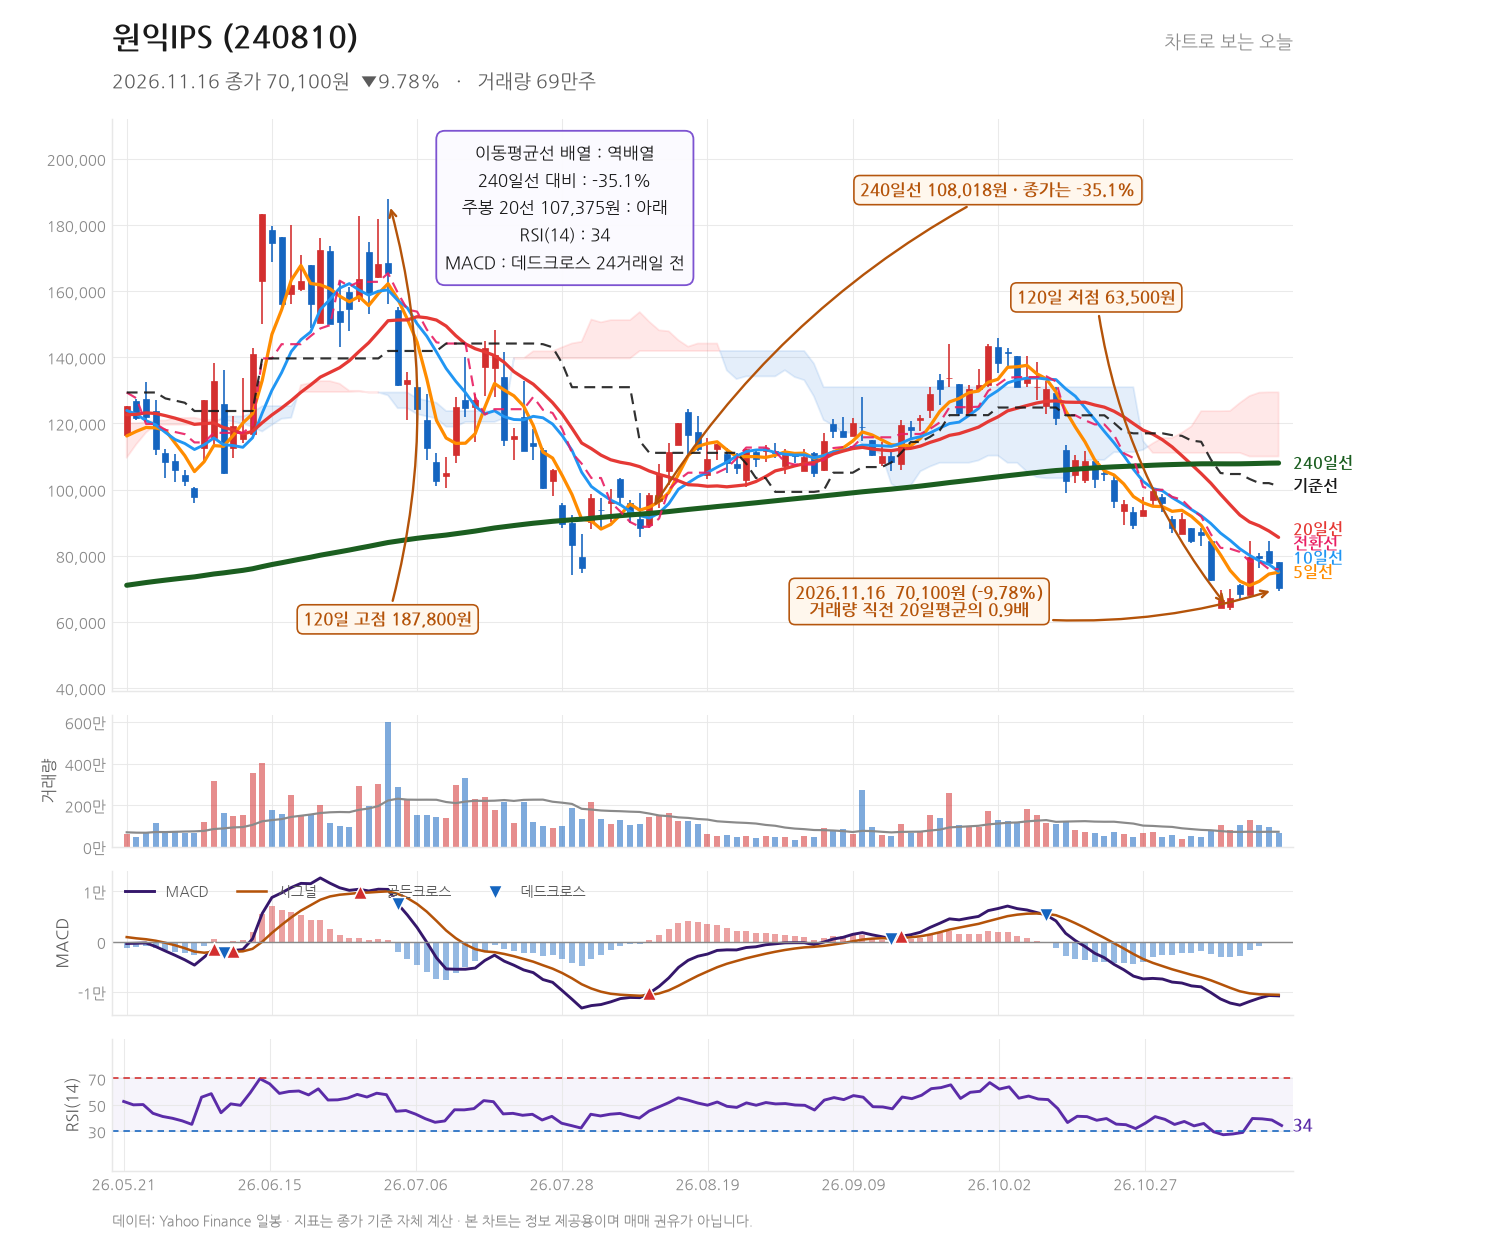 원익IPS (240810)
차트로 보는 오늘
2026.11.16 종가 70,100원 ▼9.78% · 거래량 69만주
200,000
180,000
160,000
140,000
120,000
100,000
80,000
60,000
40,000
이동평균선 배열 : 역배열
240일선 대비 : -35.1%
주봉 20선 107,375원 : 아래
RSI(14) : 34
MACD : 데드크로스 24거래일 전
240일선 108,018원 · 종가는 -35.1%
120일 저점 63,500원
120일 고점 187,800원
2026.11.16 70,100원 (-9.78%)
거래량 직전 20일평균의 0.9배
240일선
기준선
20일선
전환선
10일선
5일선
거래량
600만
400만
200만
0만
MACD
1만
0
-1만
MACD
시그널
골든크로스
데드크로스
RSI(14)
70
50
30
34
26.05.21
26.06.15
26.07.06
26.07.28
26.08.19
26.09.09
26.10.02
26.10.27
데이터: Yahoo Finance 일봉 · 지표는 종가 기준 자체 계산 · 본 차트는 정보 제공용이며 매매 권유가 아닙니다.